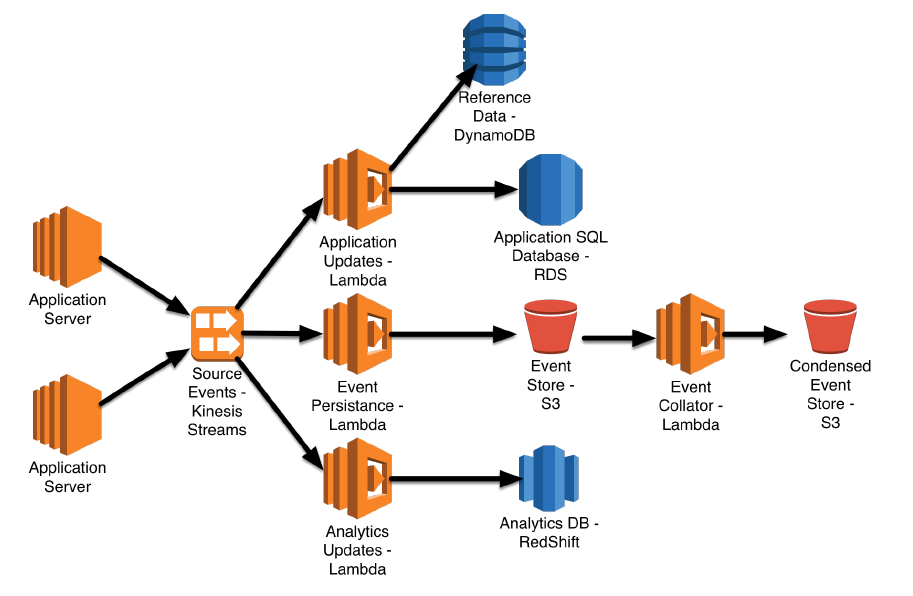 Reference
Data -
DynamoDB
Application
Updates -
Lambda
Application SQL
Database -
RDS
Application
Server
Source
Events -
Kinesis
Streams
Event
Persistance -
Lambda
Event
Store -
S3
Event
Collator -
Lambda
Condensed
Event
Store -
S3
Application
Server
Analytics
Updates -
Lambda
Analytics DB -
RedShift